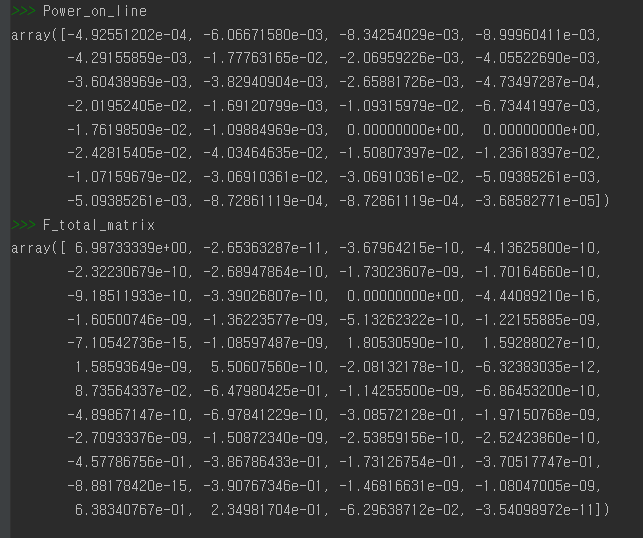 >>> Power_on_line
array([-4.92551202e-04, -6.06671580e-03, -8.34254029e-03, -8.99960411e-03,
       -4.29155859e-03, -1.77763165e-02, -2.06959226e-03, -4.05522690e-03,
       -3.60438969e-03, -3.82940904e-03, -2.65881726e-03, -4.73497287e-04,
       -2.01952405e-02, -1.69120799e-03, -1.09315979e-02, -6.73441997e-03,
       -1.76198509e-02, -1.09884969e-03,  0.00000000e+00,  0.00000000e+00,
       -2.42815405e-02, -4.03464635e-02, -1.50807397e-02, -1.23618397e-02,
       -1.07159679e-02, -3.06910361e-02, -3.06910361e-02, -5.09385261e-03,
       -5.09385261e-03, -8.72861119e-04, -8.72861119e-04, -3.68582771e-05])
>>> F_total_matrix
array([ 6.98733339e+00, -2.65363287e-11, -3.67964215e-10, -4.13625800e-10,
       -2.32230679e-10, -2.68947864e-10, -1.73023607e-09, -1.70164660e-10,
       -9.18511933e-10, -3.39026807e-10,  0.00000000e+00, -4.44089210e-16,
       -1.60500746e-09, -1.36223577e-09, -5.13262322e-10, -1.22155885e-09,
       -7.10542736e-15, -1.08597487e-09,  1.80530590e-10,  1.59288027e-10,
        1.58593649e-09,  5.50607560e-10, -2.08132178e-10, -6.32383035e-12,
        8.73564337e-02, -6.47980425e-01, -1.14255500e-09, -6.86453200e-10,
       -4.89867147e-10, -6.97841229e-10, -3.08572128e-01, -1.97150768e-09,
       -2.70933376e-09, -1.50872340e-09, -2.53859156e-10, -2.52423860e-10,
       -4.57786756e-01, -3.86786433e-01, -1.73126754e-01, -3.70517747e-01,
       -8.88178420e-15, -3.90767346e-01, -1.46816631e-09, -1.08047005e-09,
        6.38340767e-01,  2.34981704e-01, -6.29638712e-02, -3.54098972e-11])